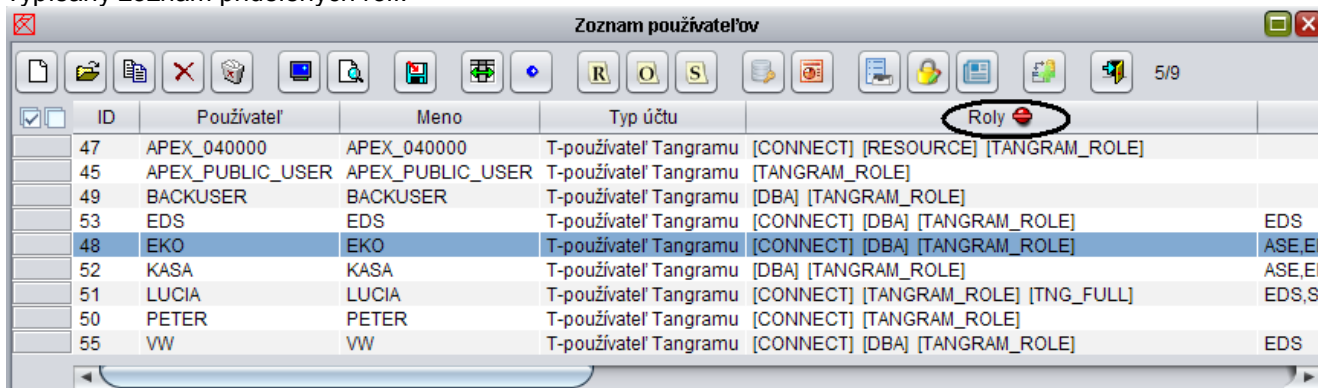 Zoznam používateľov
R O S 5/9
ID Používateľ Meno Typ účtu Roly
47 APEX_040000 APEX_040000 T-používateľ Tangramu [CONNECT] [RESOURCE] [TANGRAM_ROLE]
45 APEX_PUBLIC_USER APEX_PUBLIC_USER T-používateľ Tangramu [TANGRAM_ROLE]
49 BACKUSER BACKUSER T-používateľ Tangramu [DBA] [TANGRAM_ROLE]
53 EDS EDS T-používateľ Tangramu [CONNECT] [DBA] [TANGRAM_ROLE] EDS
48 EKO EKO T-používateľ Tangramu [CONNECT] [DBA] [TANGRAM_ROLE] ASE,E
52 KASA KASA T-používateľ Tangramu [DBA] [TANGRAM_ROLE] ASE,E
51 LUCIA LUCIA T-používateľ Tangramu [CONNECT] [TANGRAM_ROLE] [TNG_FULL] EDS,S
50 PETER PETER T-používateľ Tangramu [CONNECT] [TANGRAM_ROLE]
55 VW VW T-používateľ Tangramu [CONNECT] [DBA] [TANGRAM_ROLE] EDS